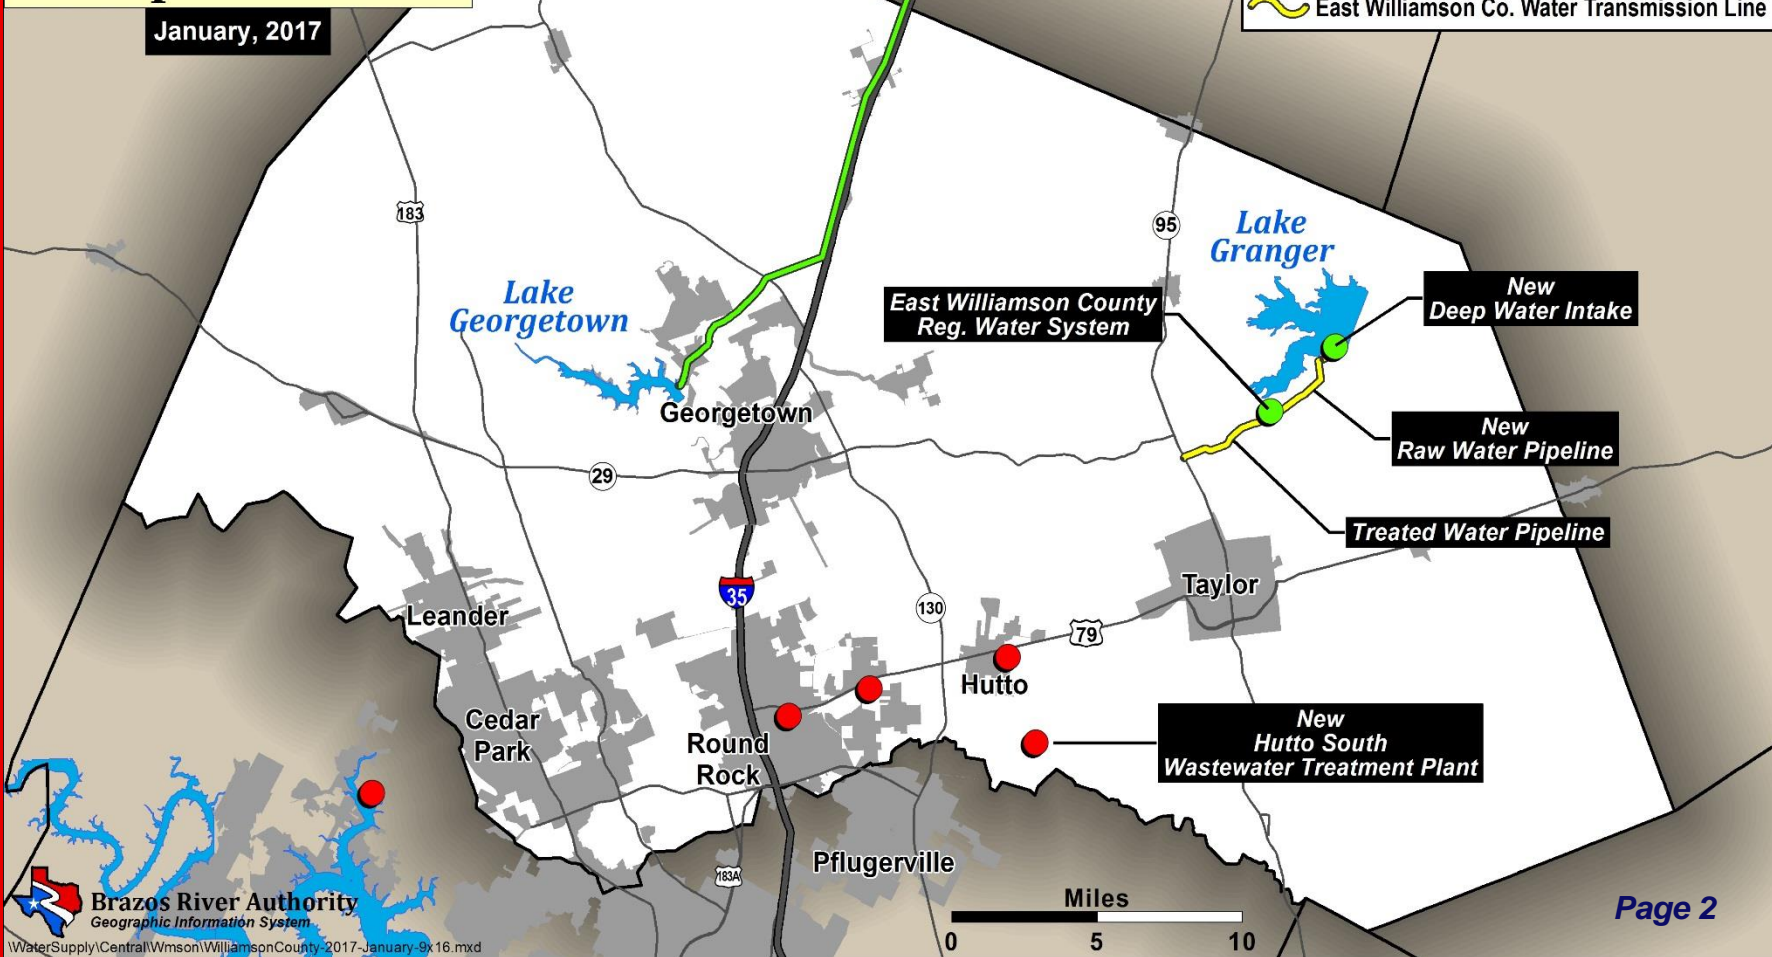 January, 2017
East Williamson Co. Water Transmission Line
183
95
Lake
Granger
New
Deep Water Intake
East Williamson County
Reg. Water System
Lake
Georgetown
Georgetown
New
Raw Water Pipeline
29
Treated Water Pipeline
Taylor
35
Leander
130
79
Hutto
Cedar
Park
Round
Rock
New
Hutto South
Wastewater Treatment Plant
Pflugerville
183A
Brazos River Authority
Geographic Information System
\WaterSupply\Central\Wmson\WilliamsonCounty-2017-January-9x16.mxd
Miles
0 5 10
Page 2